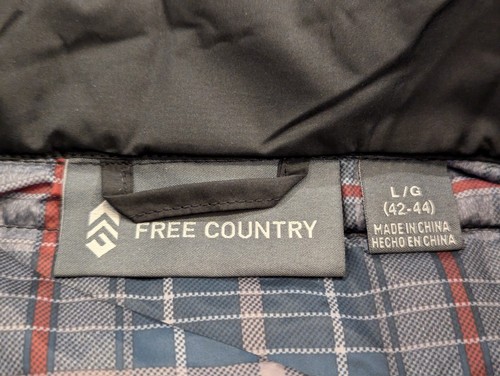 FREE COUNTRY
L/G
(42-44)
MADE IN CHINA
HECHO EN CHINA